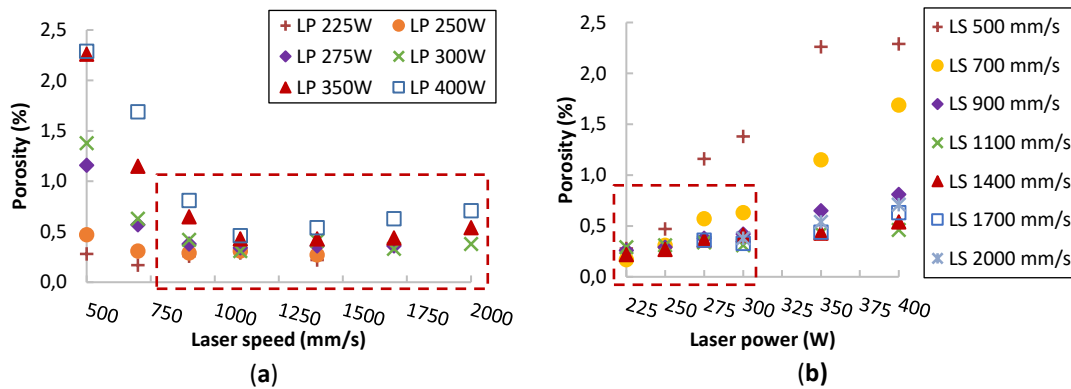 LP 225W
LP 250W
LP 275W
LP 300W
LP 350W
LP 400W
2,5
2,0
1,5
1,0
0,5
0,0
Porosity (%)
500
750
1000
1250
1500
1750
2000
Laser speed (mm/s)
(a)
2,5
2,0
1,5
1,0
0,5
0,0
Porosity (%)
225
250
275
300
325
350
375
400
Laser power (W)
(b)
LS 500 mm/s
LS 700 mm/s
LS 900 mm/s
LS 1100 mm/s
LS 1400 mm/s
LS 1700 mm/s
LS 2000 mm/s